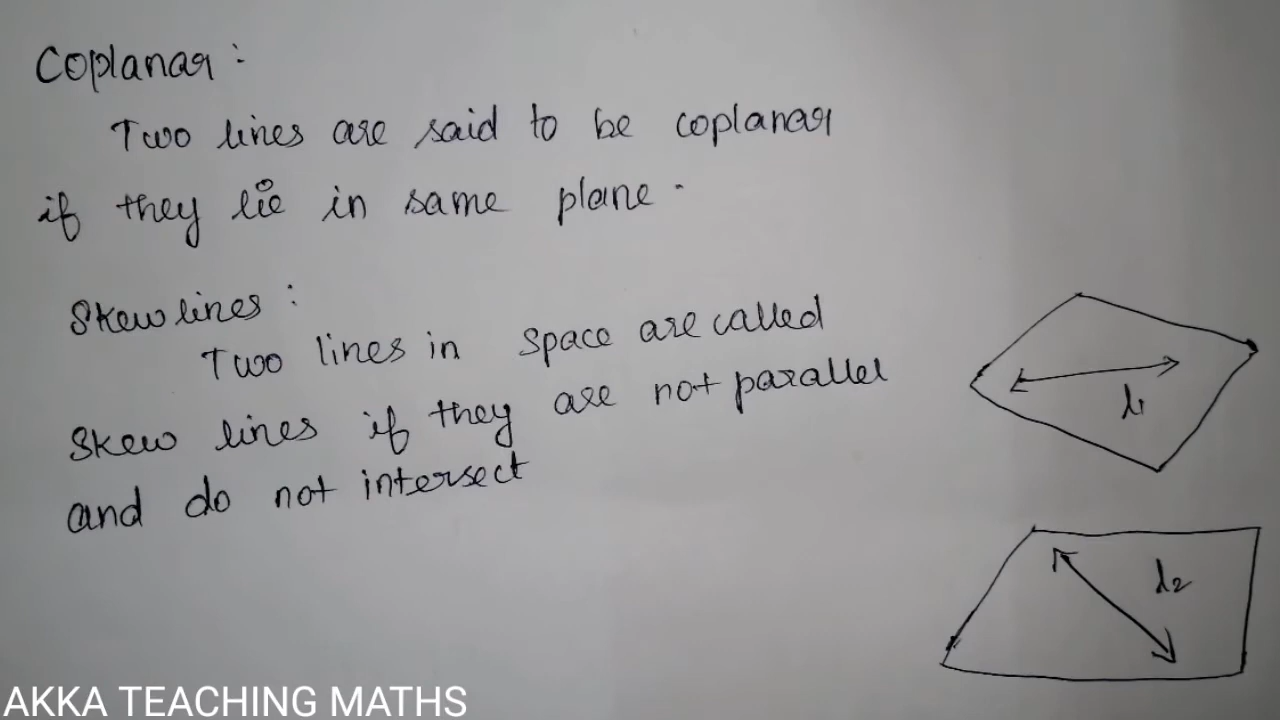 Coplanar :
Two lines are said to be coplanar
if they lie in same plane .
Skew lines :
Two lines in space are called
Skew lines if they are not parallel
and do not intersect
l1
l2
AKKA TEACHING MATHS